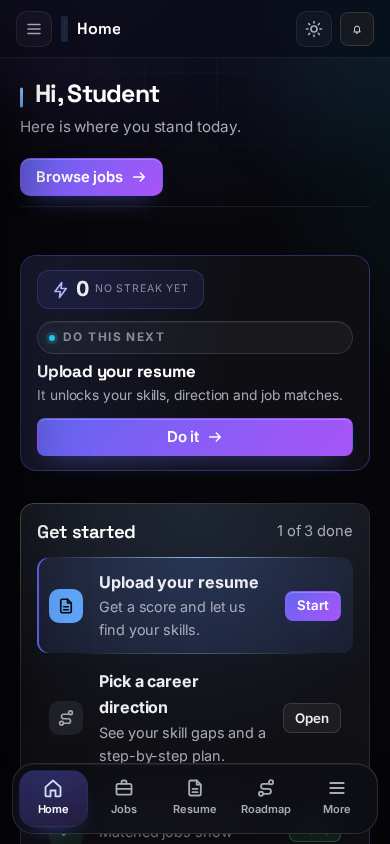 Home
Hi, Student
Here is where you stand today.
Browse jobs →
0 NO STREAK YET
DO THIS NEXT
Upload your resume
It unlocks your skills, direction and job matches.
Do it →
Get started 1 of 3 done
Upload your resume
Get a score and let us
find your skills.
Start
Pick a career
direction
See your skill gaps and a
step-by-step plan.
Open
Matched jobs show
Home Jobs Resume Roadmap More